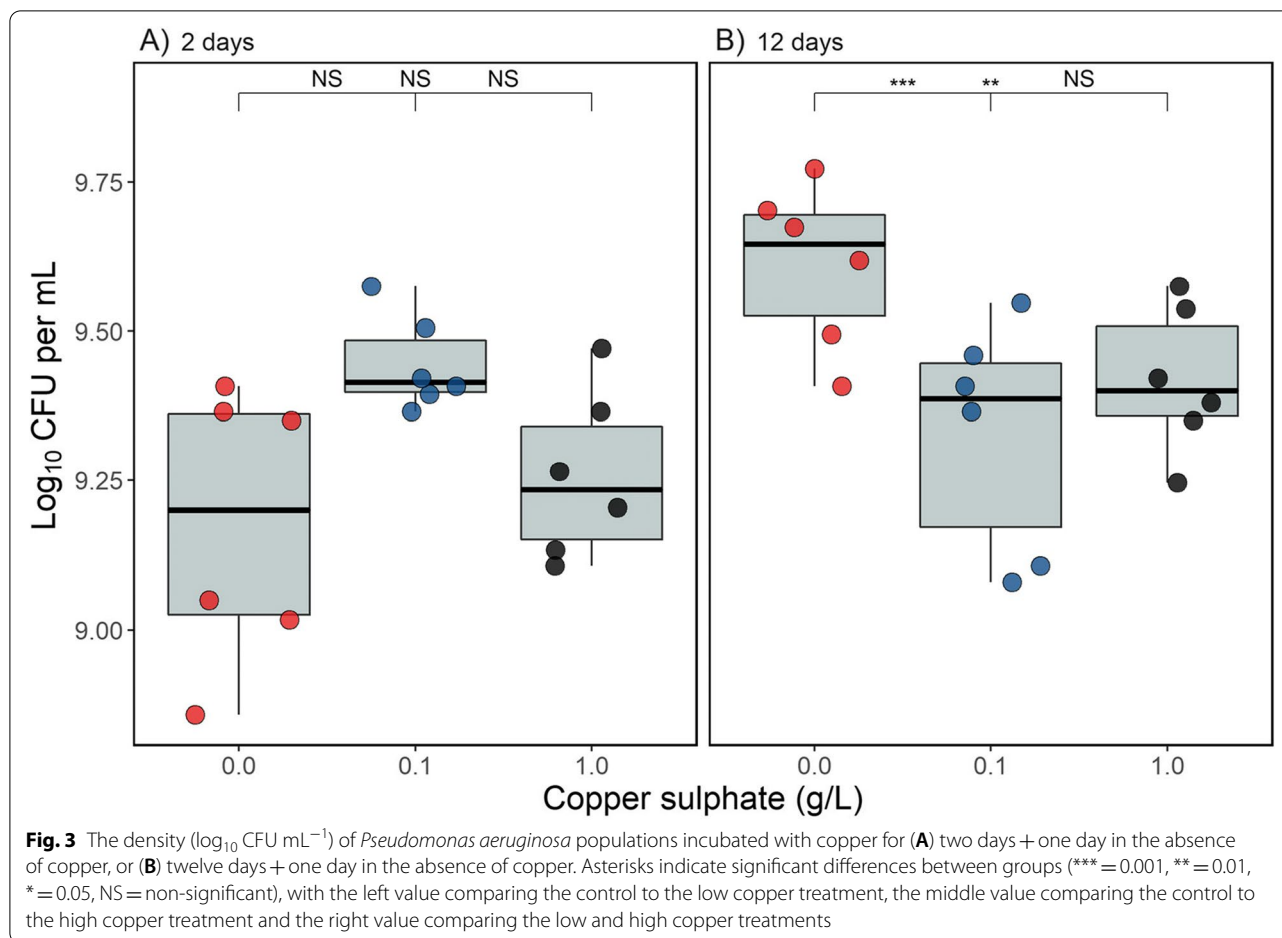 A) 2 days
B) 12 days
NS NS NS
*** ** NS
Log₁₀ CFU per mL
9.75
9.50
9.25
9.00
0.0 0.1 1.0
0.0 0.1 1.0
Copper sulphate (g/L)
Fig. 3 The density (log₁₀ CFU mL⁻¹) of Pseudomonas aeruginosa populations incubated with copper for (A) two days + one day in the absence
of copper, or (B) twelve days + one day in the absence of copper. Asterisks indicate significant differences between groups (*** = 0.001, ** = 0.01,
* = 0.05, NS = non-significant), with the left value comparing the control to the low copper treatment, the middle value comparing the control to
the high copper treatment and the right value comparing the low and high copper treatments